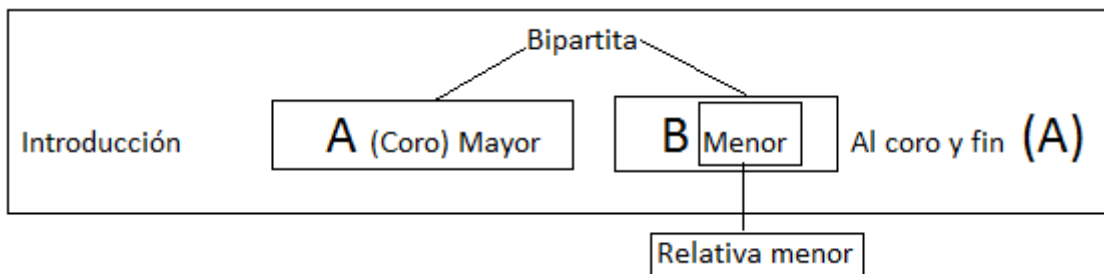 Bipartita
Introducción A (Coro) Mayor B Menor Al coro y fin (A)
Relativa menor